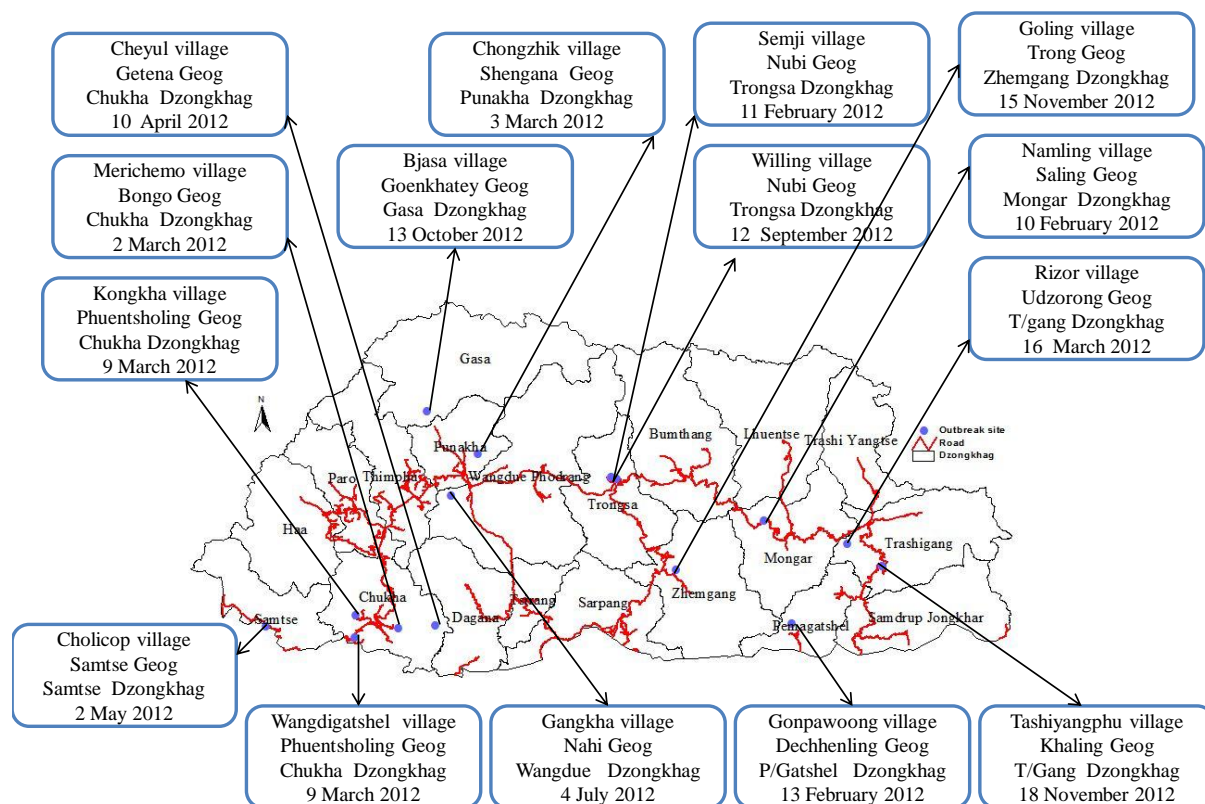 Cheyul village
Getena Geog
Chukha Dzongkhag
10 April 2012
Chongzhik village
Shengana Geog
Punakha Dzongkhag
3 March 2012
Semji village
Nubi Geog
Trongsa Dzongkhag
11 February 2012
Goling village
Trong Geog
Zhemgang Dzongkhag
15 November 2012
Merichemo village
Bongo Geog
Chukha Dzongkhag
2 March 2012
Bjasa village
Goenkhatey Geog
Gasa Dzongkhag
13 October 2012
Willing village
Nubi Geog
Trongsa Dzongkhag
12 September 2012
Namling village
Saling Geog
Mongar Dzongkhag
10 February 2012
Kongkha village
Phuentsholing Geog
Chukha Dzongkhag
9 March 2012
Rizor village
Udzorong Geog
T/gang Dzongkhag
16 March 2012
N
Gasa
Punakha
Bumthang
Lhuentse
Trashi Yangtse
Outbreak site
Road
Dzongkhag
Paro
Thimphu
Wangdue Phodrang
Trongsa
Haa
Mongar
Trashigang
Chukha
Dagana
Sarpang
Zhemgang
Samtse
Pemagatshel
Samdrup Jongkhar
Cholicop village
Samtse Geog
Samtse Dzongkhag
2 May 2012
Wangdigatshel village
Phuentsholing Geog
Chukha Dzongkhag
9 March 2012
Gangkha village
Nahi Geog
Wangdue Dzongkhag
4 July 2012
Gonpawoong village
Dechhenling Geog
P/Gatshel Dzongkhag
13 February 2012
Tashiyangphu village
Khaling Geog
T/Gang Dzongkhag
18 November 2012